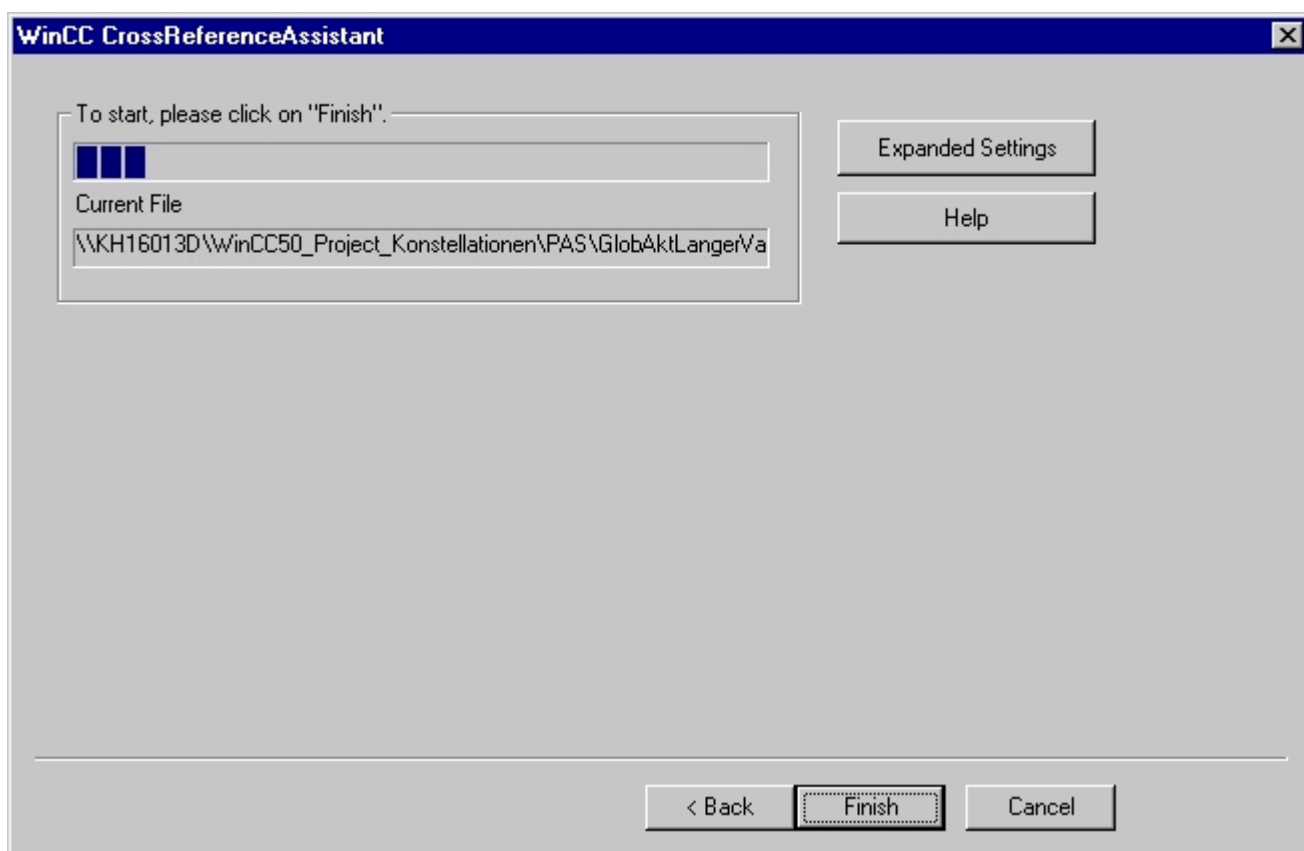 WinCC CrossReferenceAssistant
To start, please click on "Finish".
Expanded Settings
Current File
Help
\\KH16013D\WinCC50_Project_Konstellationen\PAS\GlobAktLangerVa
< Back Finish Cancel